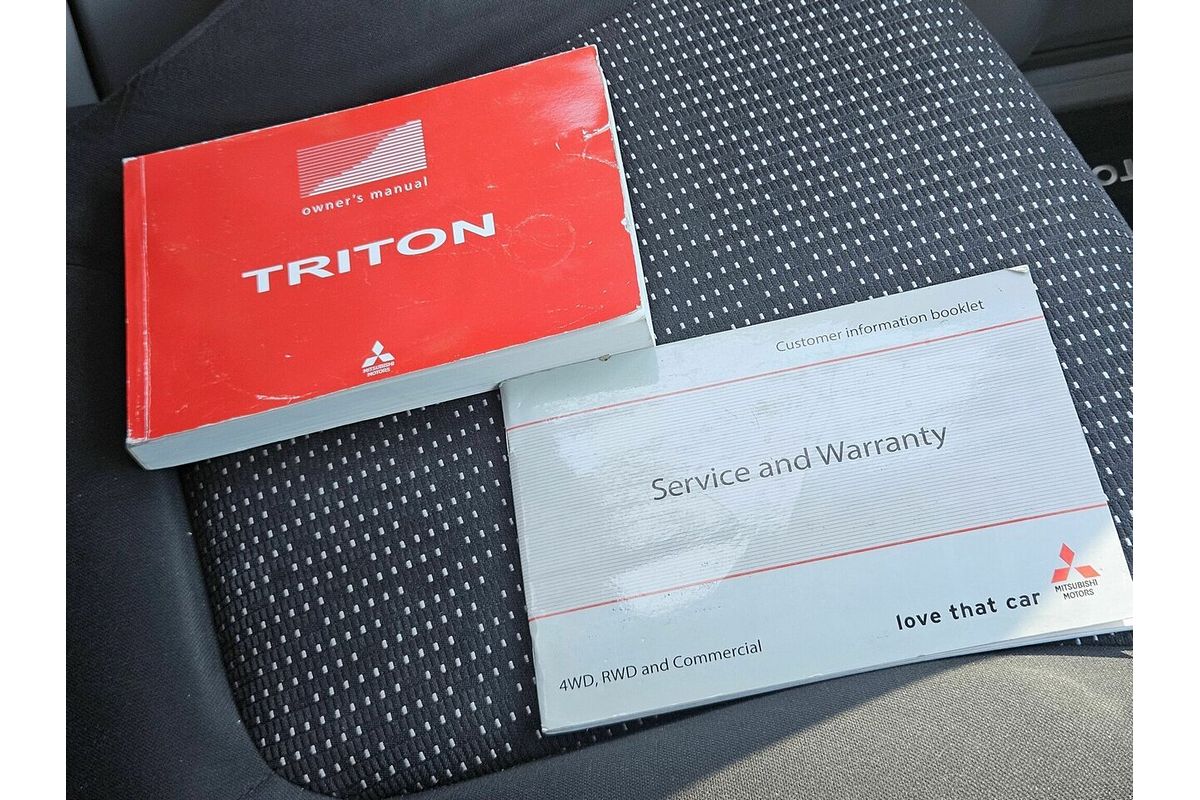 owner's manual
TRITON
MITSUBISHI
MOTORS
Customer information booklet
Service and Warranty
love that car
MITSUBISHI
MOTORS
4WD, RWD and Commercial